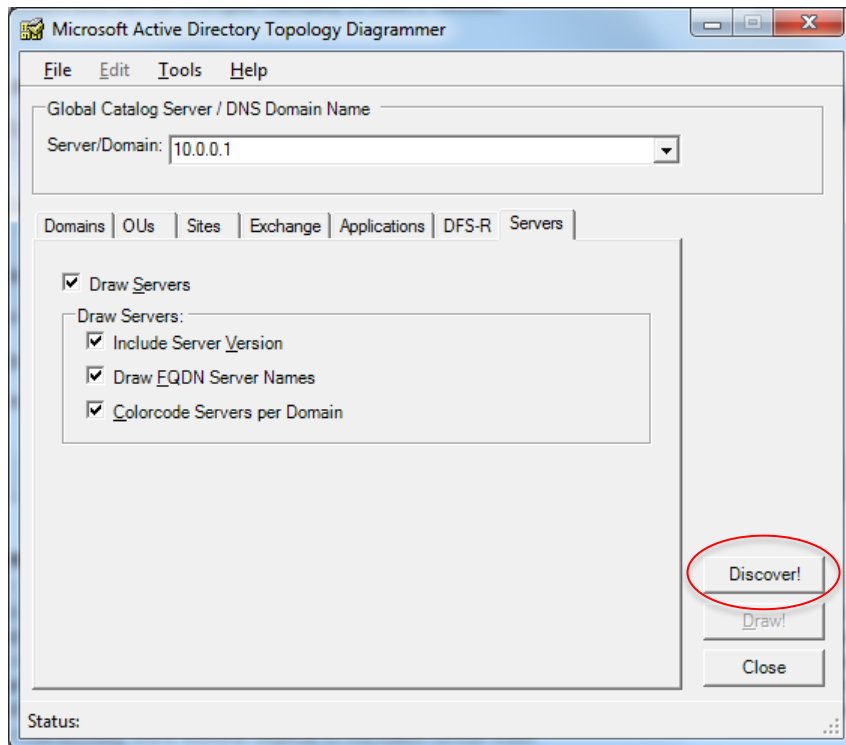 Microsoft Active Directory Topology Diagrammer
File Edit Tools Help
Global Catalog Server / DNS Domain Name
Server/Domain: 10.0.0.1
Domains OUs Sites Exchange Applications DFS-R Servers
Draw Servers
Draw Servers:
Include Server Version
Draw FQDN Server Names
Colorcode Servers per Domain
Discover!
Draw!
Close
Status: